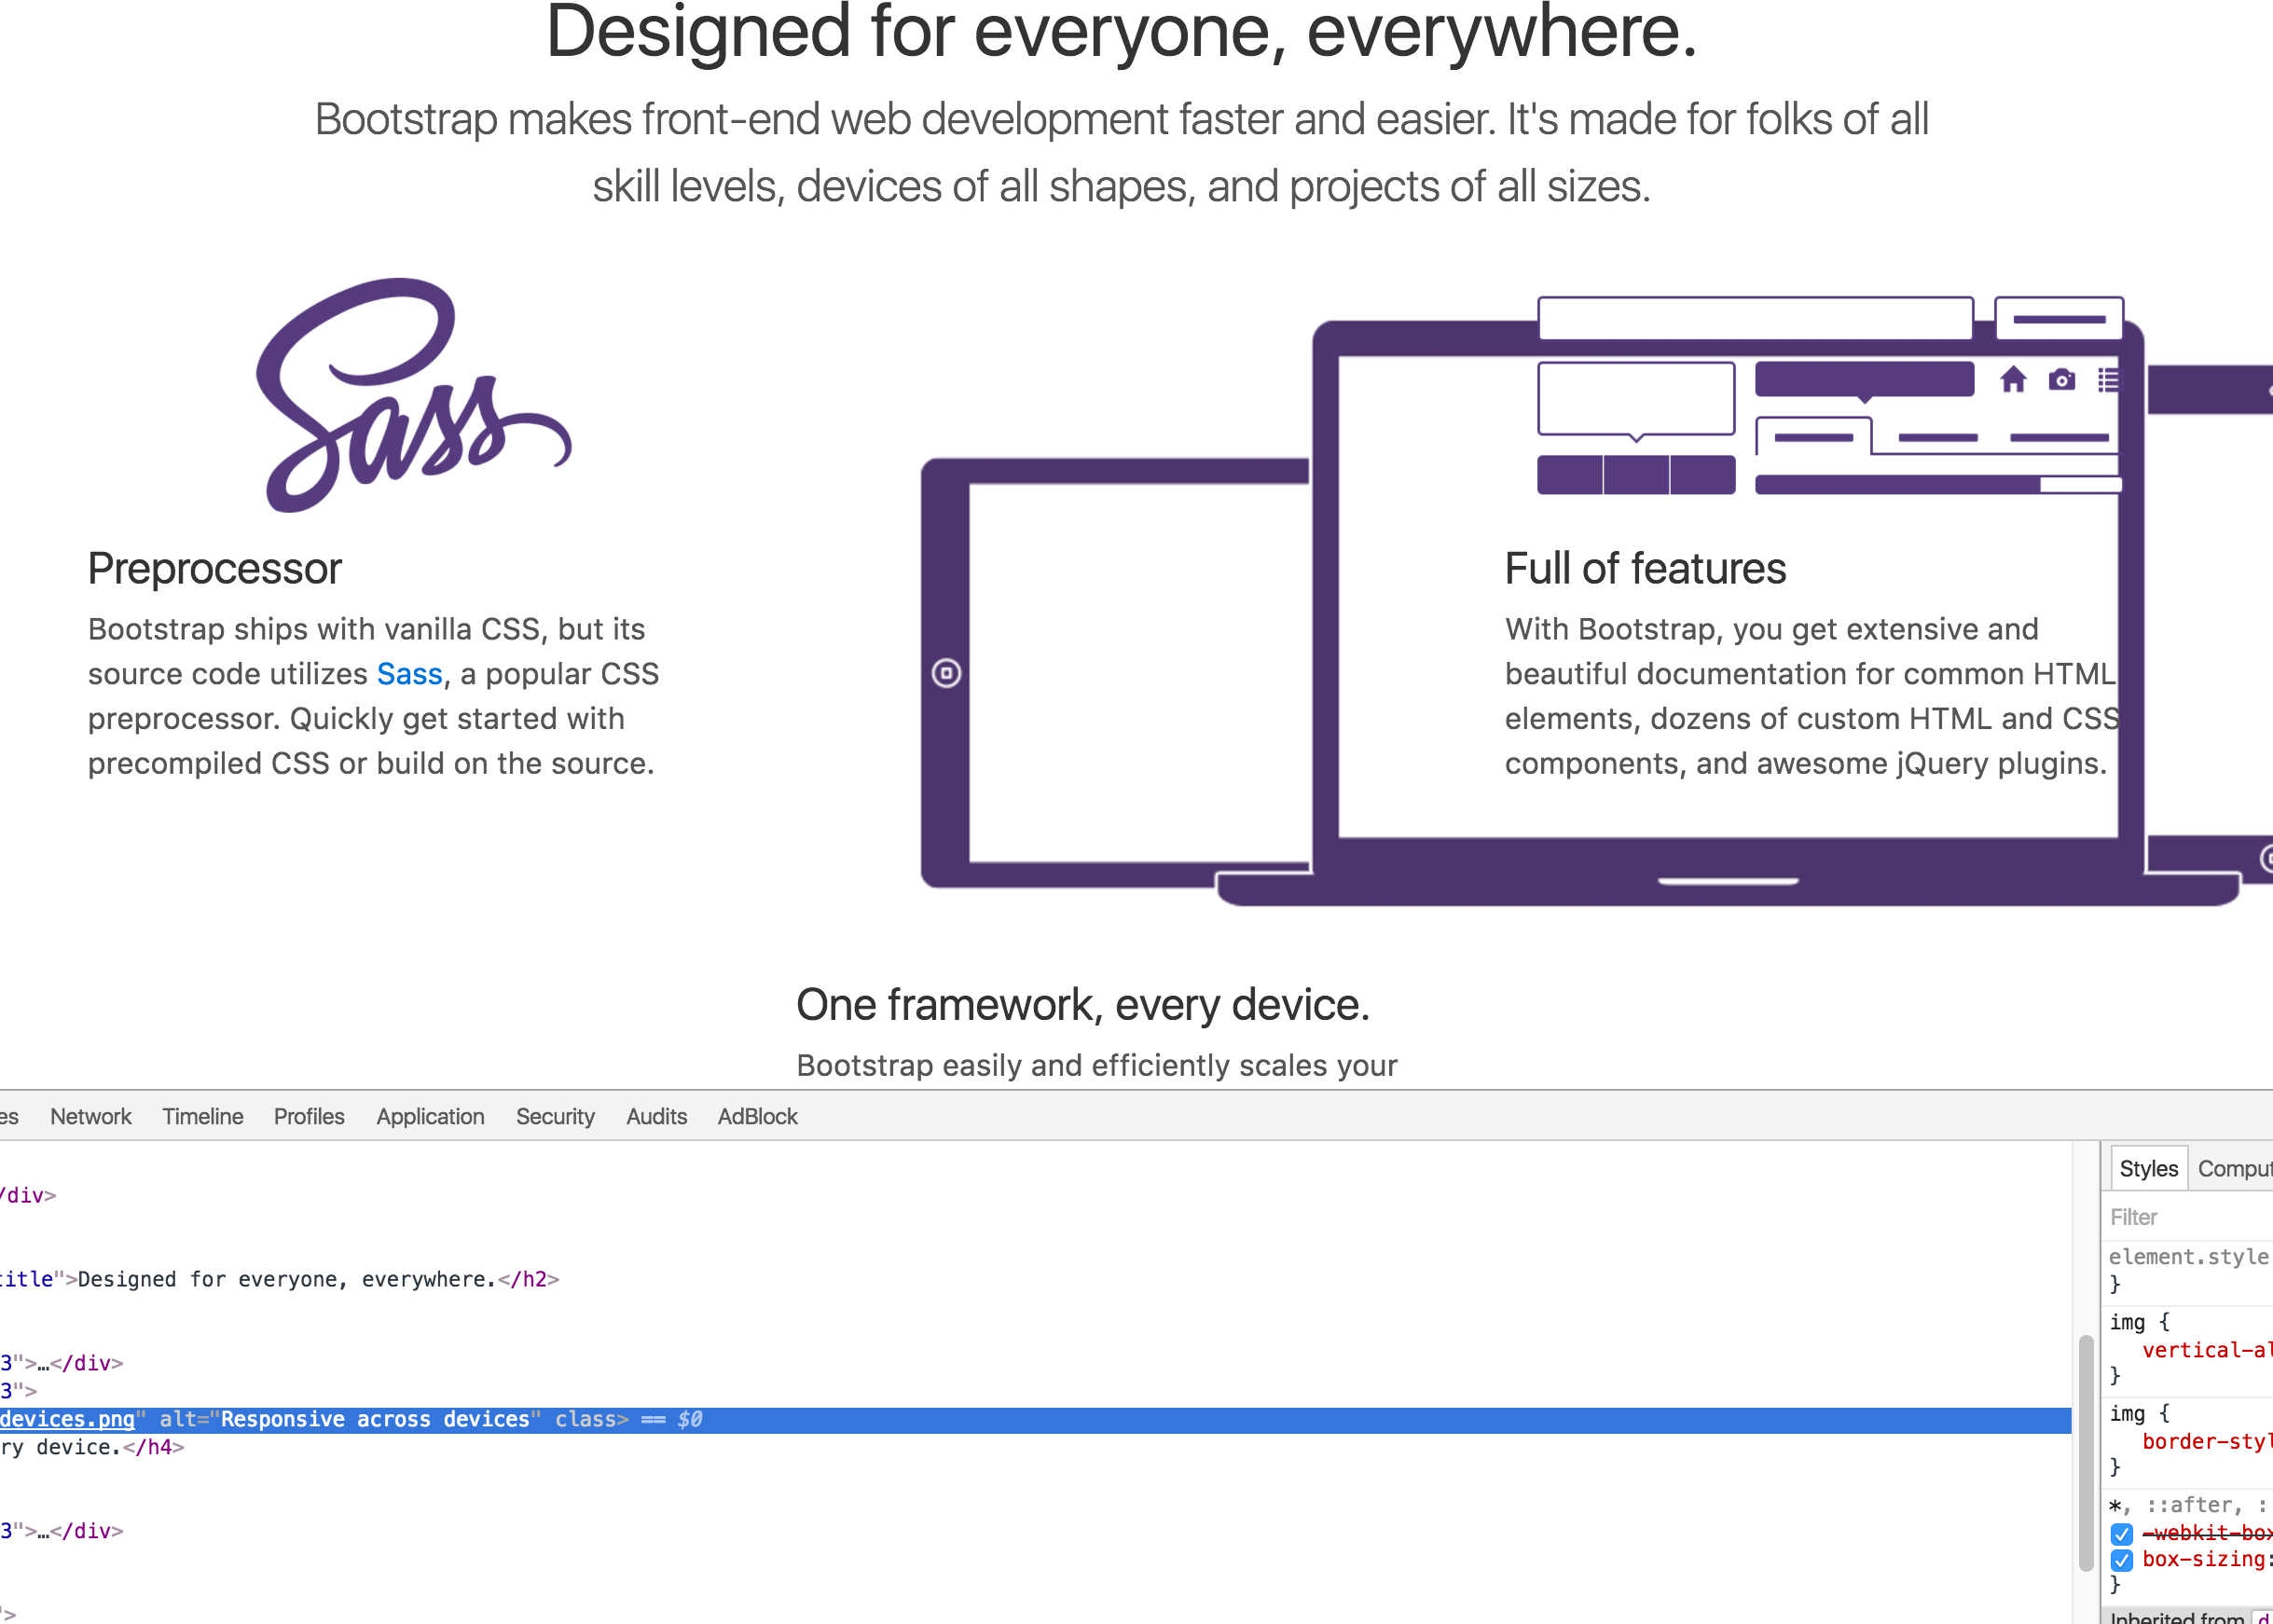 Designed for everyone, everywhere.
Bootstrap makes front-end web development faster and easier. It's made for folks of all
skill levels, devices of all shapes, and projects of all sizes.
Sass
Preprocessor
Bootstrap ships with vanilla CSS, but its
source code utilizes Sass, a popular CSS
preprocessor. Quickly get started with
precompiled CSS or build on the source.
Full of features
With Bootstrap, you get extensive and
beautiful documentation for common HTML
elements, dozens of custom HTML and CSS
components, and awesome jQuery plugins.
One framework, every device.
Bootstrap easily and efficiently scales your
es Network Timeline Profiles Application Security Audits AdBlock
/div>
title">Designed for everyone, everywhere.</h2>
3">…</div>
3">
devices.png" alt="Responsive across devices" class> == $0
ry device.</h4>
3">…</div>
">
Styles Comput
Filter
element.style
}
img {
vertical-al
}
img {
border-styl
}
*, ::after, :
-webkit-box
box-sizing:
}
Inherited from d